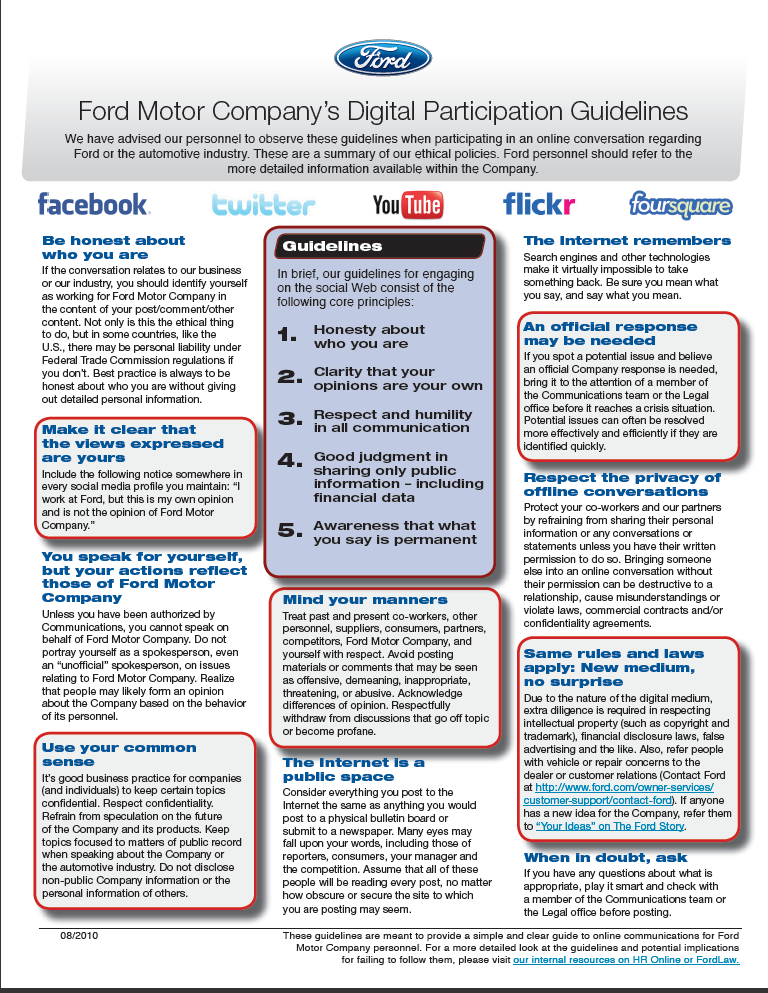 Ford
Ford Motor Company's Digital Participation Guidelines
We have advised our personnel to observe these guidelines when participating in an online conversation regarding
Ford or the automotive industry. These are a summary of our ethical policies. Ford personnel should refer to the
more detailed information available within the Company.
facebook
twitter
YouTube
flickr
foursquare
Be honest about
who you are
If the conversation relates to our business
or our industry, you should identify yourself
as working for Ford Motor Company in
the content of your post/comment/other
content. Not only is this the ethical thing
to do, but in some countries, like the
U.S., there may be personal liability under
Federal Trade Commission regulations if
you don't. Best practice is always to be
honest about who you are without giving
out detailed personal information.
Make it clear that
the views expressed
are yours
Include the following notice somewhere in
every social media profile you maintain: "I
work at Ford, but this is my own opinion
and is not the opinion of Ford Motor
Company."
You speak for yourself,
but your actions reflect
those of Ford Motor
Company
Unless you have been authorized by
Communications, you cannot speak on
behalf of Ford Motor Company. Do not
portray yourself as a spokesperson, even
an "unofficial" spokesperson, on issues
relating to Ford Motor Company. Realize
that people may likely form an opinion
about the Company based on the behavior
of its personnel.
Use your common
sense
It's good business practice for companies
(and individuals) to keep certain topics
confidential. Respect confidentiality.
Refrain from speculation on the future
of the Company and its products. Keep
topics focused to matters of public record
when speaking about the Company or
the automotive industry. Do not disclose
non-public Company information or the
personal information of others.
Guidelines
In brief, our guidelines for engaging
on the social Web consist of the
following core principles:
1. Honesty about
who you are
2. Clarity that your
opinions are your own
3. Respect and humility
in all communication
4. Good judgment in
sharing only public
information – including
financial data
5. Awareness that what
you say is permanent
Mind your manners
Treat past and present co-workers, other
personnel, suppliers, consumers, partners,
competitors, Ford Motor Company, and
yourself with respect. Avoid posting
materials or comments that may be seen
as offensive, demeaning, inappropriate,
threatening, or abusive. Acknowledge
differences of opinion. Respectfully
withdraw from discussions that go off topic
or become profane.
The Internet is a
public space
Consider everything you post to the
Internet the same as anything you would
post to a physical bulletin board or
submit to a newspaper. Many eyes may
fall upon your words, including those of
reporters, consumers, your manager and
the competition. Assume that all of these
people will be reading every post, no matter
how obscure or secure the site to which
you are posting may seem.
The Internet remembers
Search engines and other technologies
make it virtually impossible to take
something back. Be sure you mean what
you say, and say what you mean.
An official response
may be needed
If you spot a potential issue and believe
an official Company response is needed,
bring it to the attention of a member of
the Communications team or the Legal
office before it reaches a crisis situation.
Potential issues can often be resolved
more effectively and efficiently if they are
identified quickly.
Respect the privacy of
offline conversations
Protect your co-workers and our partners
by refraining from sharing their personal
information or any conversations or
statements unless you have their written
permission to do so. Bringing someone
else into an online conversation without
their permission can be destructive to a
relationship, cause misunderstandings or
violate laws, commercial contracts and/or
confidentiality agreements.
Same rules and laws
apply: New medium,
no surprise
Due to the nature of the digital medium,
extra diligence is required in respecting
intellectual property (such as copyright and
trademark), financial disclosure laws, false
advertising and the like. Also, refer people
with vehicle or repair concerns to the
dealer or customer relations (Contact Ford
at http://www.ford.com/owner-services/
customer-support/contact-ford). If anyone
has a new idea for the Company, refer them
to "Your Ideas" on The Ford Story.
When in doubt, ask
If you have any questions about what is
appropriate, play it smart and check with
a member of the Communications team or
the Legal office before posting.
08/2010
These guidelines are meant to provide a simple and clear guide to online communications for Ford
Motor Company personnel. For a more detailed look at the guidelines and potential implications
for failing to follow them, please visit our internal resources on HR Online or FordLaw.